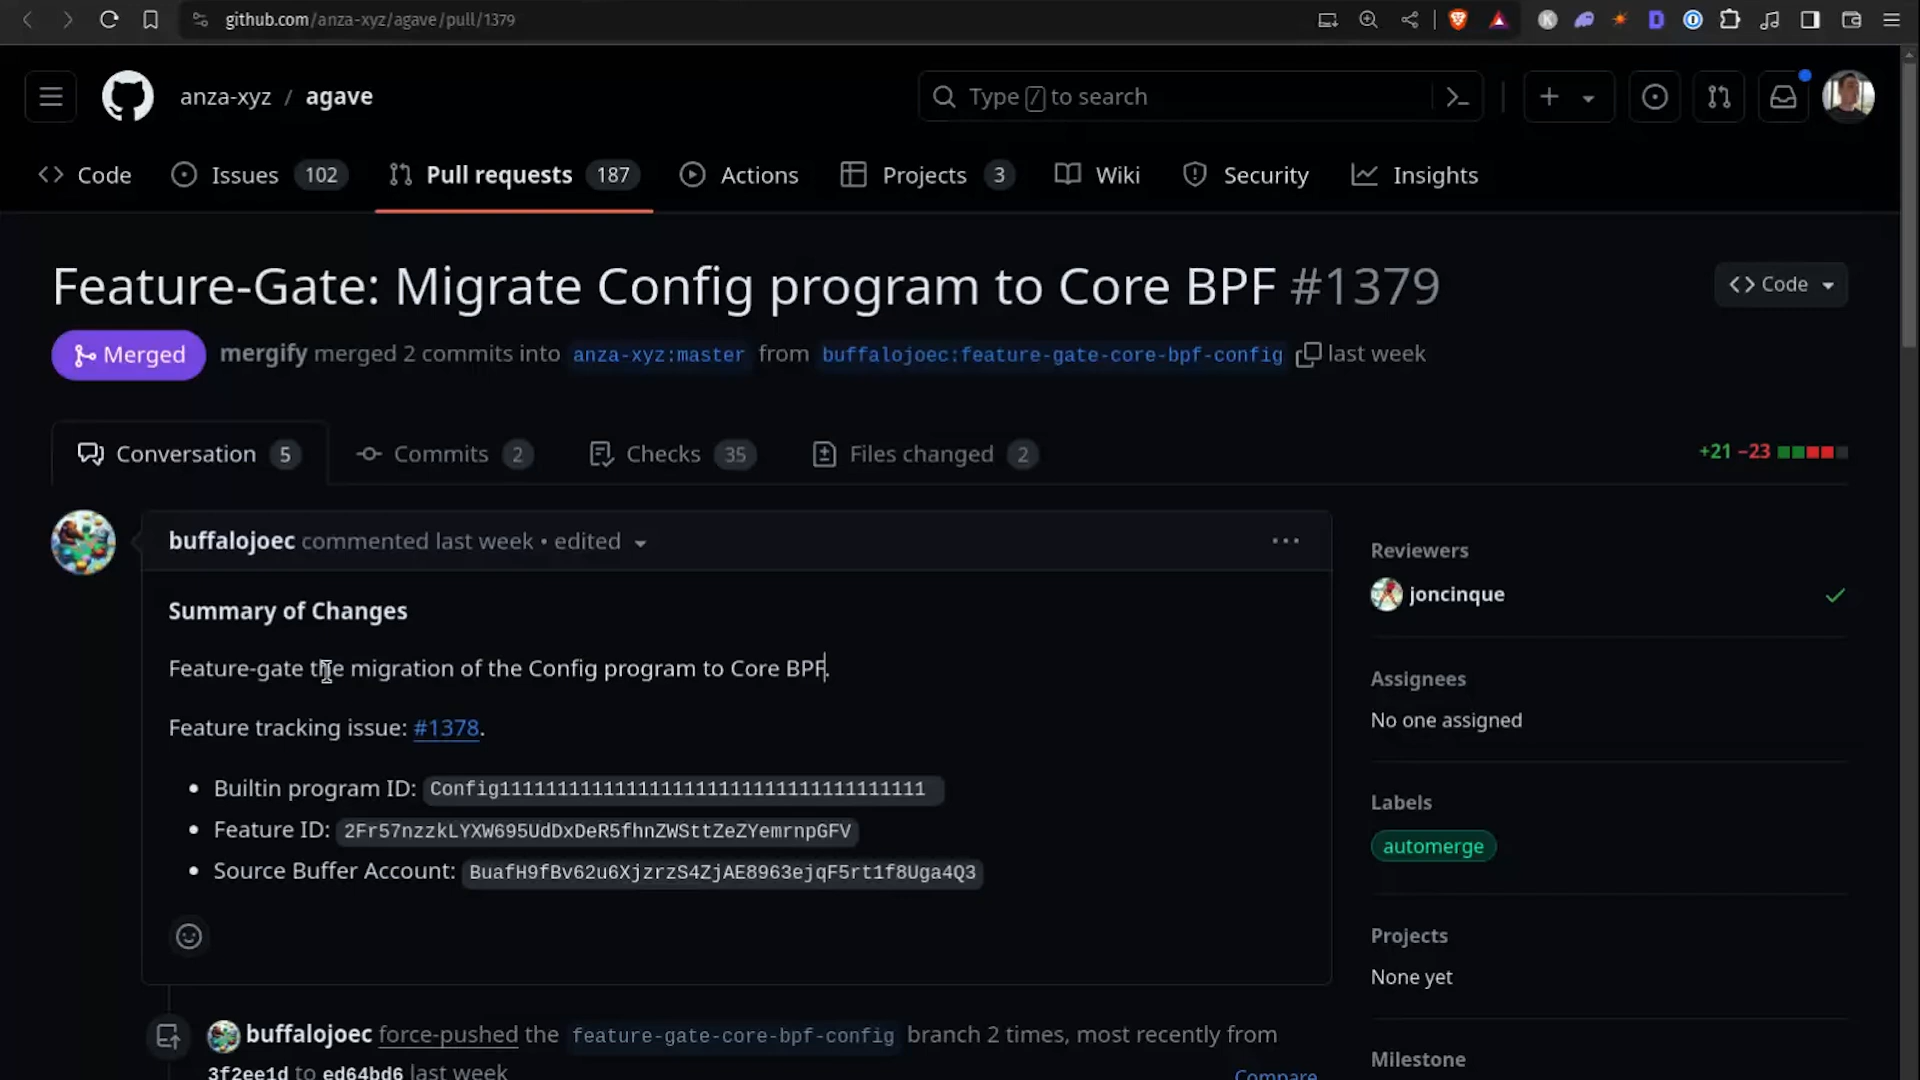 github.com/anza-xyz/agave/pull/1379
anza-xyz / agave
Type / to search
Code
Issues 102
Pull requests 187
Actions
Projects 3
Wiki
Security
Insights
Feature-Gate: Migrate Config program to Core BPF #1379
Code
Merged
mergify merged 2 commits into anza-xyz:master from buffalojoec:feature-gate-core-bpf-config last week
Conversation 5
Commits 2
Checks 35
Files changed 2
+21 −23
buffalojoec commented last week • edited
Summary of Changes
Feature-gate the migration of the Config program to Core BPF.
Feature tracking issue: #1378.
• Builtin program ID: Config1111111111111111111111111111111111111
• Feature ID: 2Fr57nzzkLYXW695UdDxDeR5fhnZWSttZeZYemrnpGFV
• Source Buffer Account: BuafH9fBv62u6XjzrzS4ZjAE8963ejqF5rt1f8Uga4Q3
Reviewers
joncinque
Assignees
No one assigned
Labels
automerge
Projects
None yet
Milestone
buffalojoec force-pushed the feature-gate-core-bpf-config branch 2 times, most recently from
3f2ee1d to ed64bd6 last week
Compare